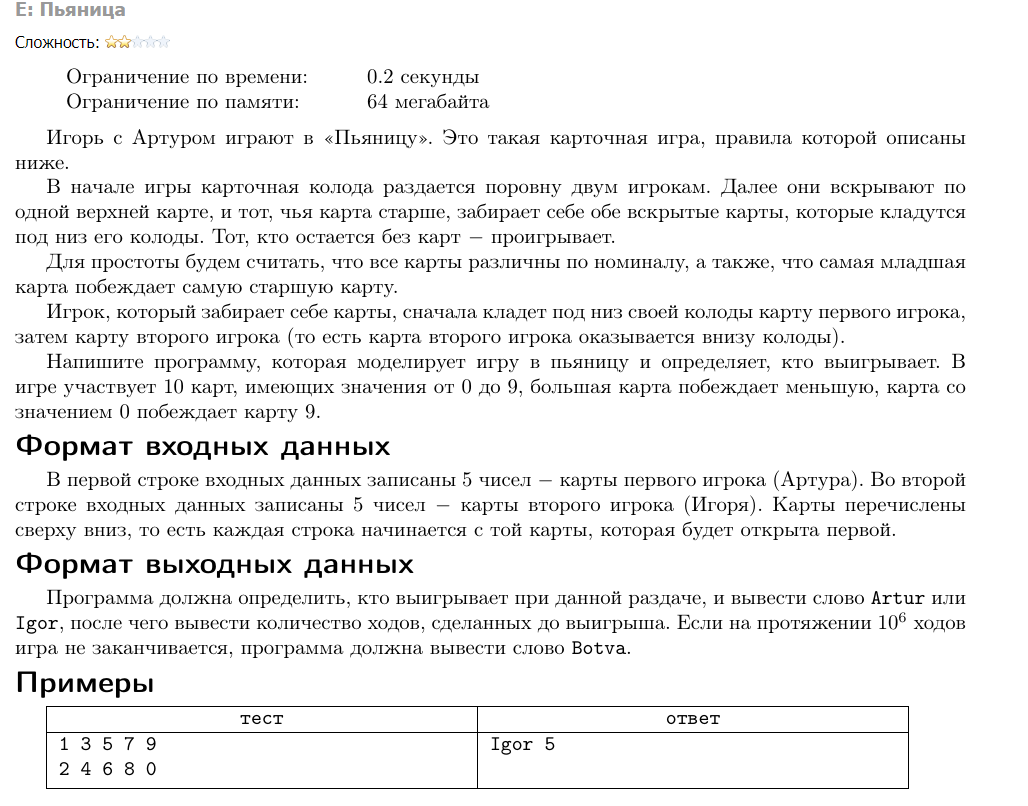 E: Пьяница
Сложность:
Ограничение по времени: 0.2 секунды
Ограничение по памяти: 64 мегабайта
Игорь с Артуром играют в «Пьяницу». Это такая карточная игра, правила которой описаны
ниже.
В начале игры карточная колода раздается поровну двум игрокам. Далее они вскрывают по
одной верхней карте, и тот, чья карта старше, забирает себе обе вскрытые карты, которые кладутся
под низ его колоды. Тот, кто остается без карт − проигрывает.
Для простоты будем считать, что все карты различны по номиналу, а также, что самая младшая
карта побеждает самую старшую карту.
Игрок, который забирает себе карты, сначала кладет под низ своей колоды карту первого игрока,
затем карту второго игрока (то есть карта второго игрока оказывается внизу колоды).
Напишите программу, которая моделирует игру в пьяницу и определяет, кто выигрывает. В
игре участвует 10 карт, имеющих значения от 0 до 9, большая карта побеждает меньшую, карта со
значением 0 побеждает карту 9.
Формат входных данных
В первой строке входных данных записаны 5 чисел − карты первого игрока (Артура). Во второй
строке входных данных записаны 5 чисел − карты второго игрока (Игоря). Карты перечислены
сверху вниз, то есть каждая строка начинается с той карты, которая будет открыта первой.
Формат выходных данных
Программа должна определить, кто выигрывает при данной раздаче, и вывести слово Artur или
Igor, после чего вывести количество ходов, сделанных до выигрыша. Если на протяжении 10⁶ ходов
игра не заканчивается, программа должна вывести слово Botva.
Примеры
тест ответ
1 3 5 7 9 Igor 5
2 4 6 8 0